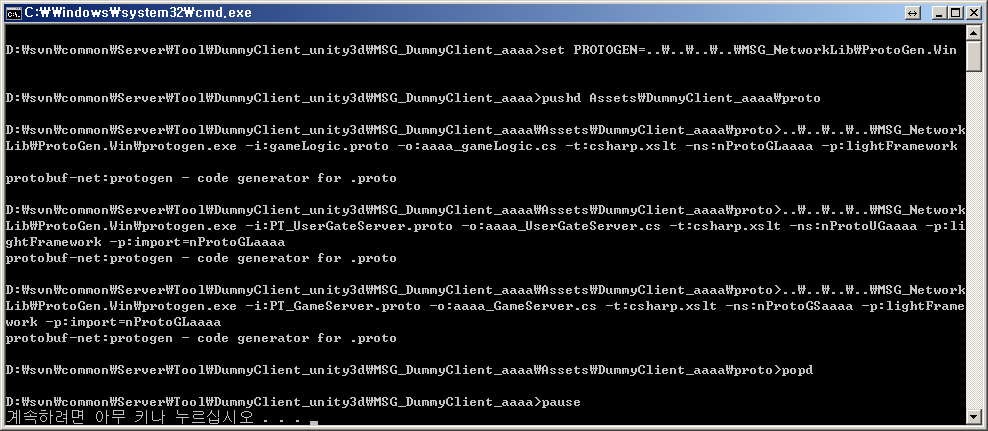 C:₩Windows₩system32₩cmd.exe
D:₩svn₩common₩Server₩Tool₩DummyClient_unity3d₩MSG_DummyClient_aaaa>set PROTOGEN=..₩..₩..₩..₩MSG_NetworkLib₩ProtoGen.Win
D:₩svn₩common₩Server₩Tool₩DummyClient_unity3d₩MSG_DummyClient_aaaa>pushd Assets₩DummyClient_aaaa₩proto
D:₩svn₩common₩Server₩Tool₩DummyClient_unity3d₩MSG_DummyClient_aaaa₩Assets₩DummyClient_aaaa₩proto>..₩..₩..₩..₩MSG_Network
Lib₩ProtoGen.Win₩protogen.exe -i:gameLogic.proto -o:aaaa_gameLogic.cs -t:csharp.xslt -ns:nProtoGLaaaa -p:lightFramework
protobuf-net:protogen - code generator for .proto
D:₩svn₩common₩Server₩Tool₩DummyClient_unity3d₩MSG_DummyClient_aaaa₩Assets₩DummyClient_aaaa₩proto>..₩..₩..₩..₩MSG_Network
Lib₩ProtoGen.Win₩protogen.exe -i:PT_UserGateServer.proto -o:aaaa_UserGateServer.cs -t:csharp.xslt -ns:nProtoUGaaaa -p:li
ghtFramework -p:import=nProtoGLaaaa
protobuf-net:protogen - code generator for .proto
D:₩svn₩common₩Server₩Tool₩DummyClient_unity3d₩MSG_DummyClient_aaaa₩Assets₩DummyClient_aaaa₩proto>..₩..₩..₩..₩MSG_Network
Lib₩ProtoGen.Win₩protogen.exe -i:PT_GameServer.proto -o:aaaa_GameServer.cs -t:csharp.xslt -ns:nProtoGSaaaa -p:lightFrame
work -p:import=nProtoGLaaaa
protobuf-net:protogen - code generator for .proto
D:₩svn₩common₩Server₩Tool₩DummyClient_unity3d₩MSG_DummyClient_aaaa₩Assets₩DummyClient_aaaa₩proto>popd
D:₩svn₩common₩Server₩Tool₩DummyClient_unity3d₩MSG_DummyClient_aaaa>pause
계속하려면 아무 키나 누르십시오 . . .